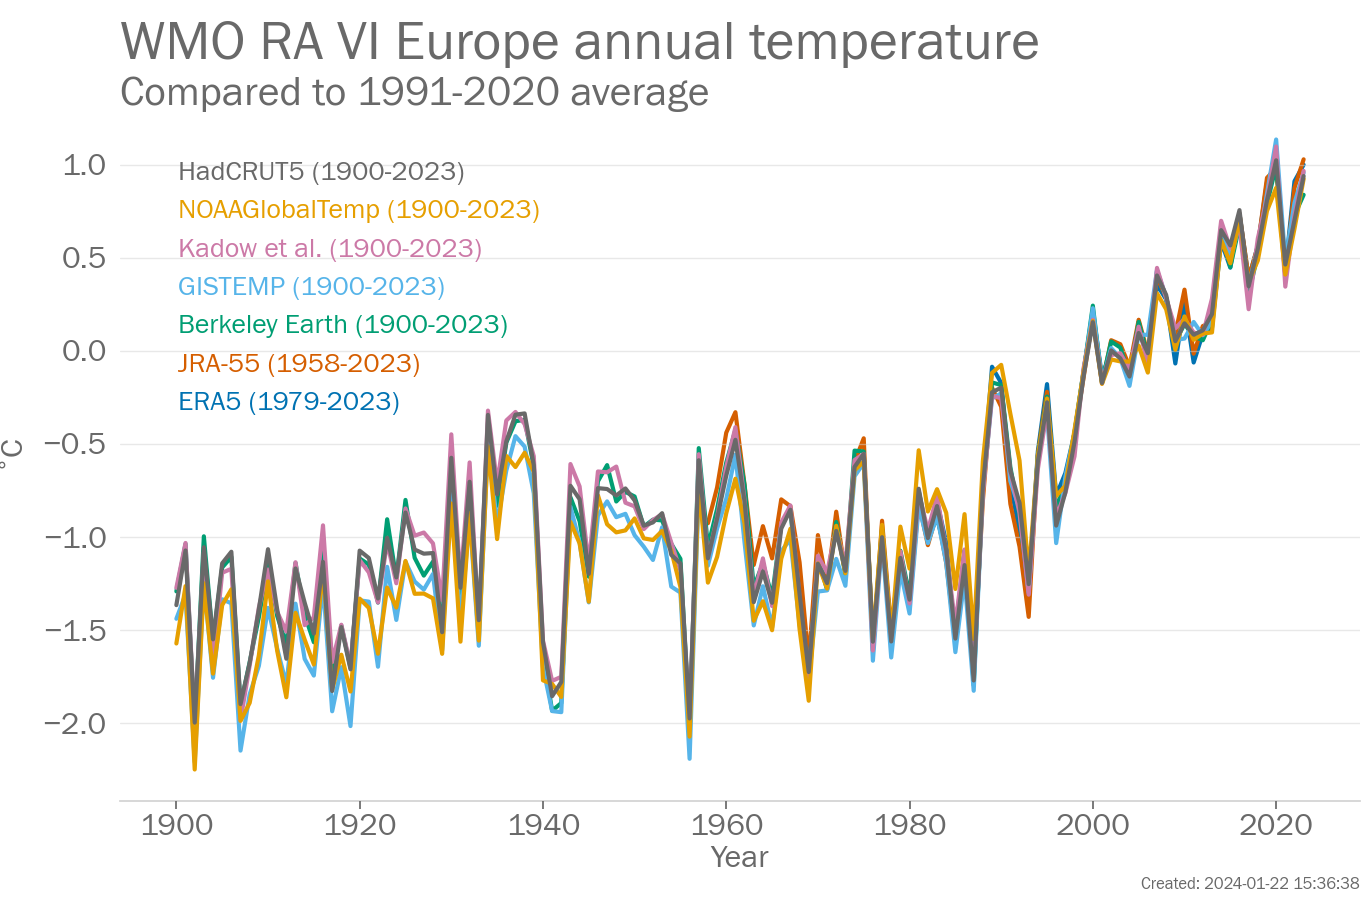 WMO RA VI Europe annual temperature
Compared to 1991-2020 average
HadCRUT5 (1900-2023)
NOAAGlobalTemp (1900-2023)
Kadow et al. (1900-2023)
GISTEMP (1900-2023)
Berkeley Earth (1900-2023)
JRA-55 (1958-2023)
ERA5 (1979-2023)
1.0
0.5
0.0
−0.5
−1.0
−1.5
−2.0
°C
1900 1920 1940 1960 1980 2000 2020
Year
Created: 2024-01-22 15:36:38